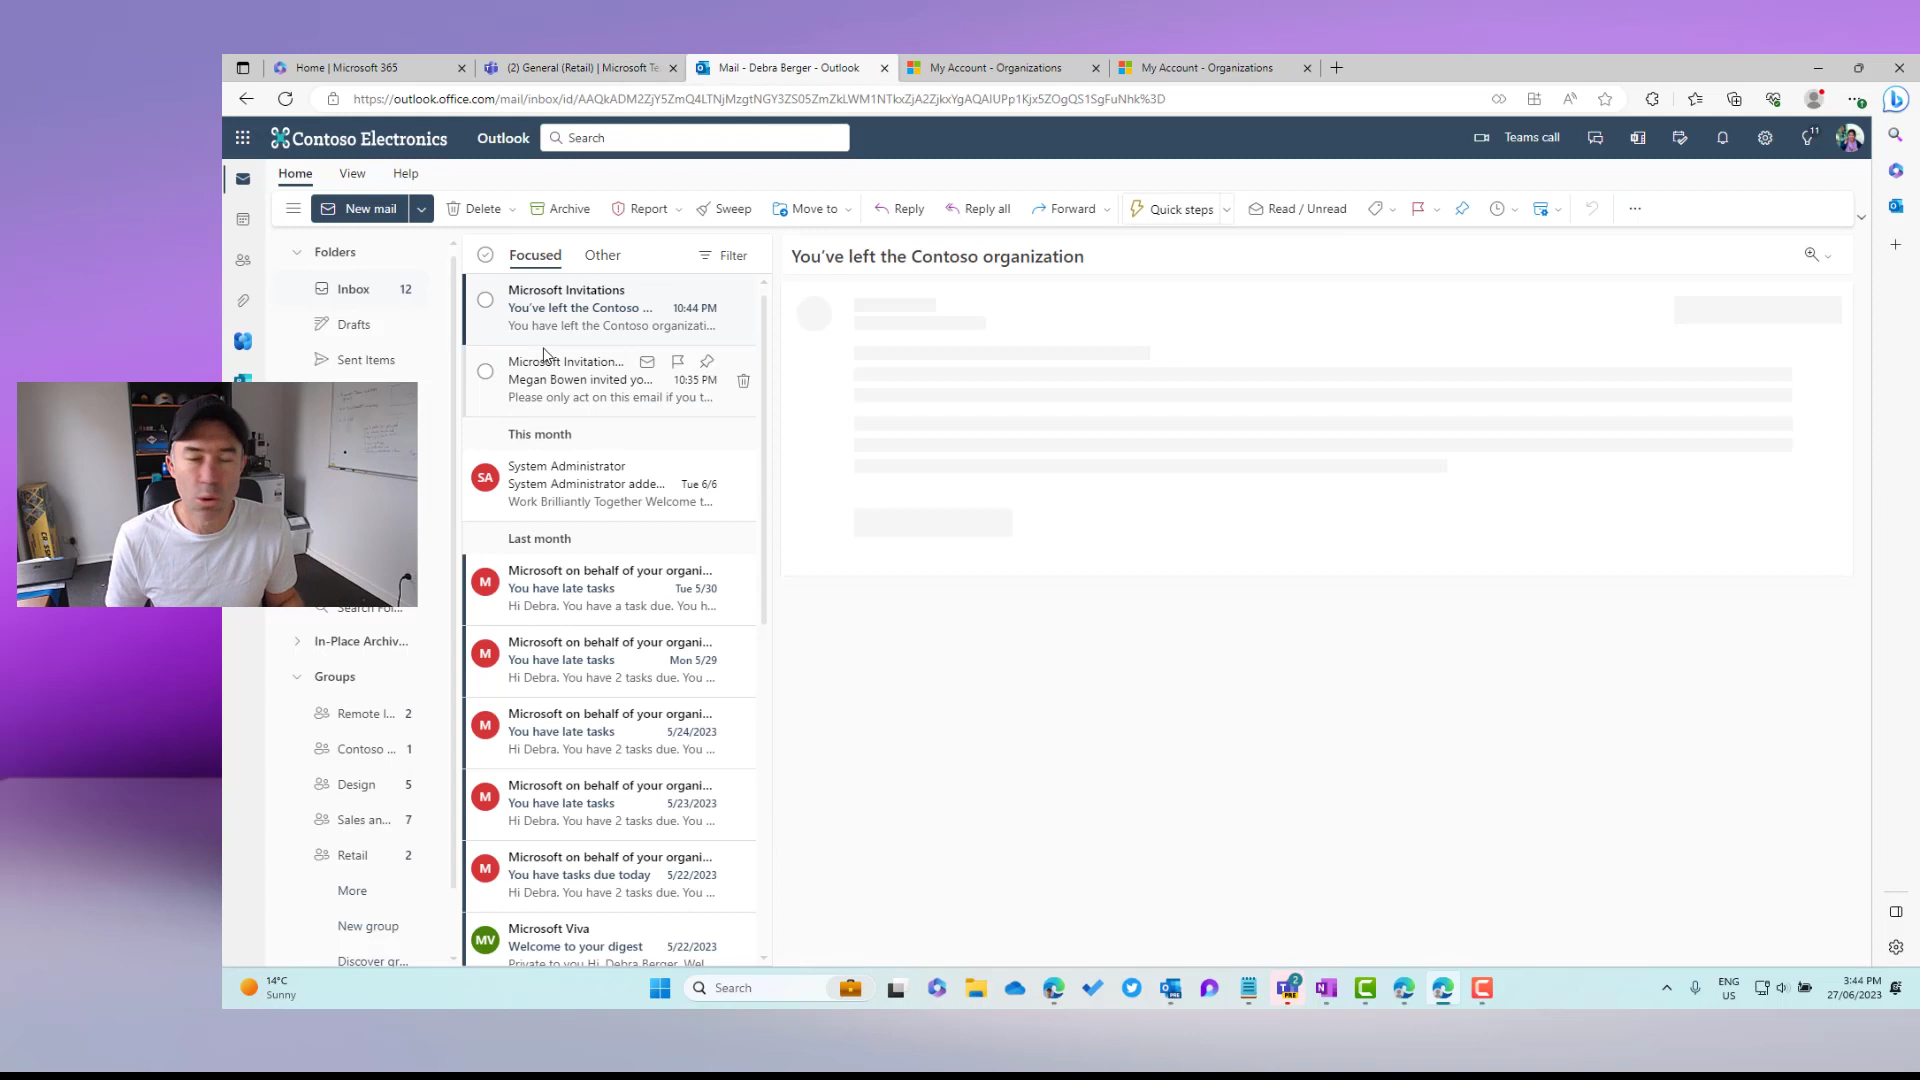 Home | Microsoft 365
(2) General (Retail) | Microsoft Te
Mail - Debra Berger - Outlook
My Account - Organizations
My Account - Organizations
https://outlook.office.com/mail/inbox/id/AAQkADM2ZjY5ZmQ4LTNjMzgtNGY3ZS05ZmZkLWM1NTkxZjA2ZjkxYgAQAIUPp1Kjx5ZOgQS1SgFuNhk%3D
Contoso Electronics
Outlook
Search
Teams call
11
Home
View
Help
New mail
Delete
Archive
Report
Sweep
Move to
Reply
Reply all
Forward
Quick steps
Read / Unread
Folders
Inbox 12
Drafts
Sent Items
In-Place Archiv...
Groups
Remote I... 2
Contoso ... 1
Design 5
Sales an... 7
Retail 2
More
New group
Discover gr...
Focused
Other
Filter
Microsoft Invitations
You've left the Contoso ... 10:44 PM
You have left the Contoso organizati...
Microsoft Invitation...
Megan Bowen invited yo... 10:35 PM
Please only act on this email if you t...
This month
SA
System Administrator
System Administrator adde... Tue 6/6
Work Brilliantly Together Welcome t...
Last month
M
Microsoft on behalf of your organi...
You have late tasks Tue 5/30
Hi Debra. You have a task due. You h...
M
Microsoft on behalf of your organi...
You have late tasks Mon 5/29
Hi Debra. You have 2 tasks due. You ...
M
Microsoft on behalf of your organi...
You have late tasks 5/24/2023
Hi Debra. You have 2 tasks due. You ...
M
Microsoft on behalf of your organi...
You have late tasks 5/23/2023
Hi Debra. You have 2 tasks due. You ...
M
Microsoft on behalf of your organi...
You have tasks due today 5/22/2023
Hi Debra. You have 2 tasks due. You ...
MV
Microsoft Viva
Welcome to your digest 5/22/2023
Private to you Hi, Debra Berger, Wel
You've left the Contoso organization
14°C
Sunny
Search
2
PRE
ENG
US
3:44 PM
27/06/2023